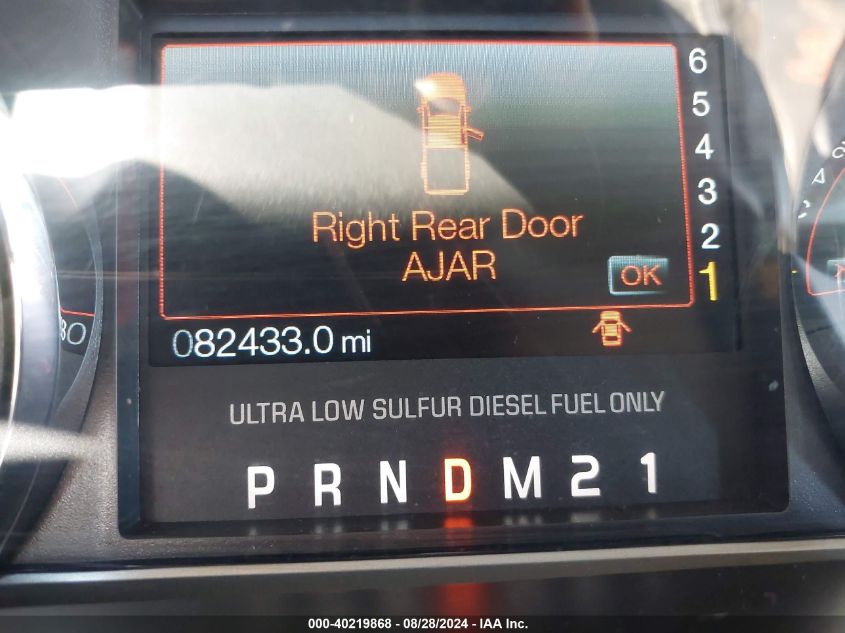 6
5
4
3
2
1
Right Rear Door
AJAR
OK
082433.0 mi
ULTRA LOW SULFUR DIESEL FUEL ONLY
P R N D M 2 1
000-40219868 - 08/28/2024 - IAA Inc.